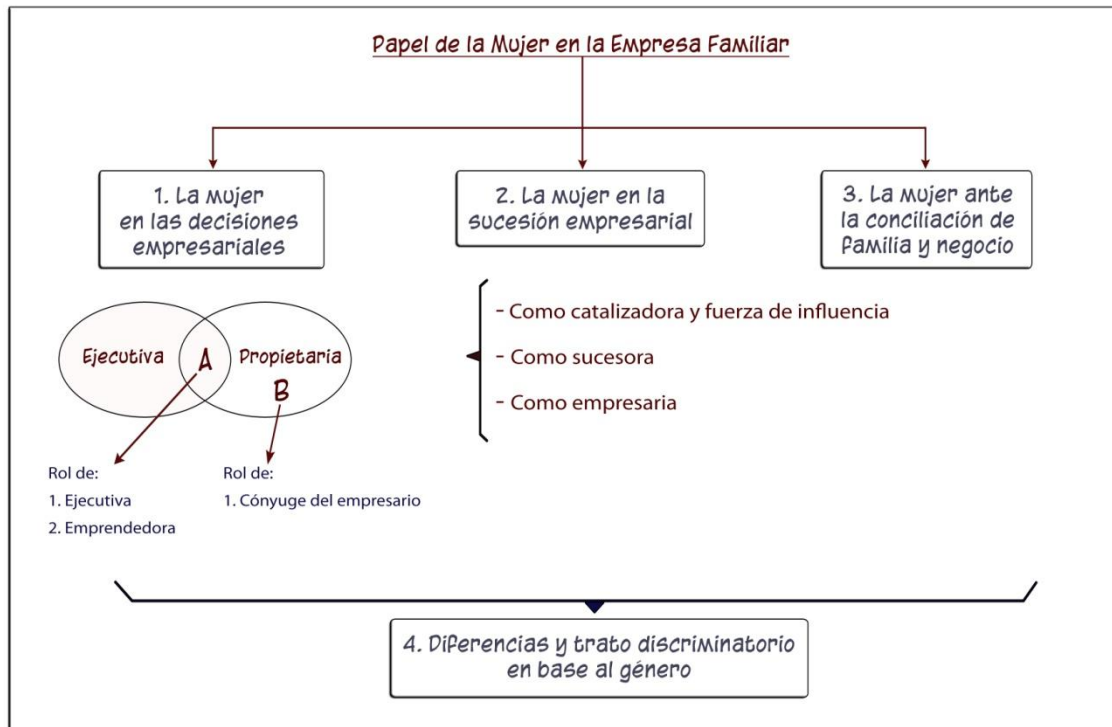 Papel de la Mujer en la Empresa Familiar
1. La mujer
en las decisiones
empresariales
2. La mujer en la
sucesión empresarial
3. La mujer ante
la conciliación de
familia y negocio
Ejecutiva
A
Propietaria
B
Rol de:
1. Ejecutiva
2. Emprendedora
Rol de:
1. Cónyuge del empresario
- Como catalizadora y fuerza de influencia
- Como sucesora
- Como empresaria
4. Diferencias y trato discriminatorio
en base al género